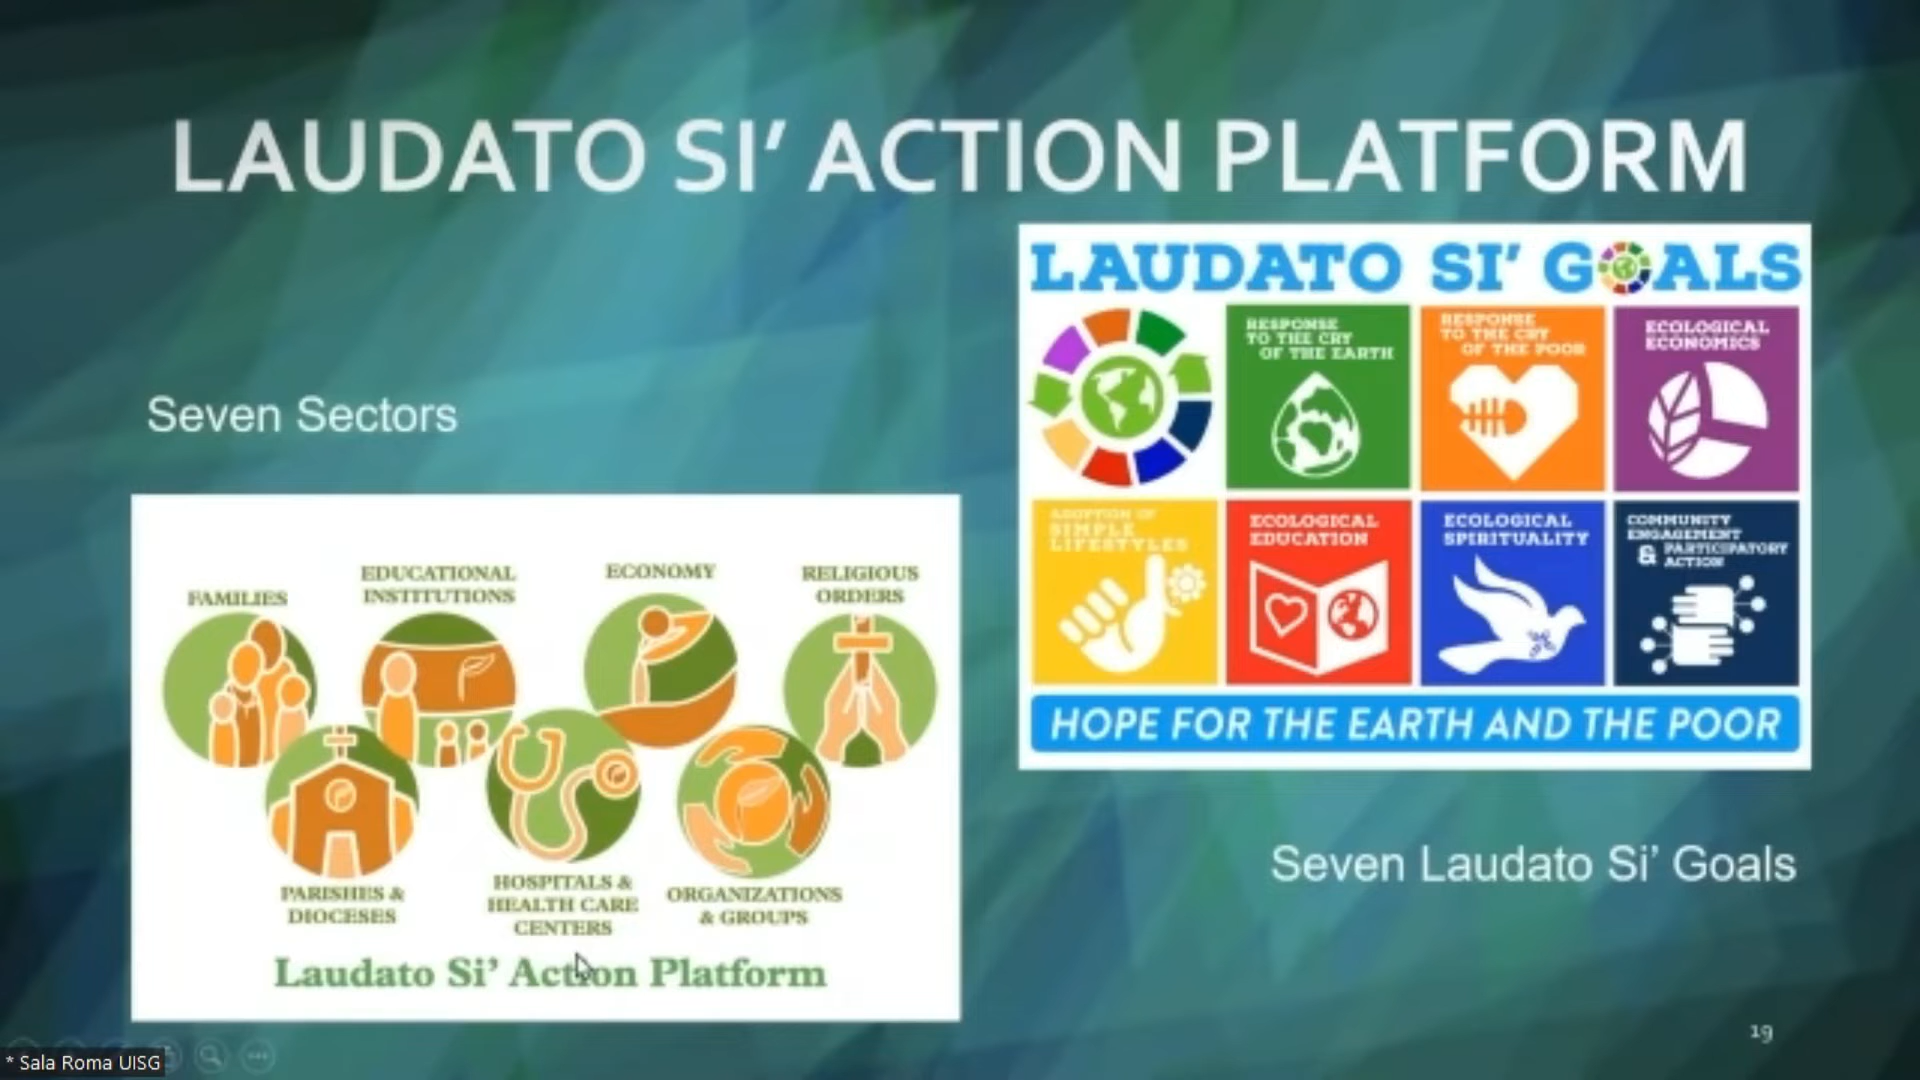 LAUDATO SI’ ACTION PLATFORM
Seven Sectors
FAMILIES
EDUCATIONAL
INSTITUTIONS
ECONOMY
RELIGIOUS
ORDERS
PARISHES &
DIOCESES
HOSPITALS &
HEALTH CARE
CENTERS
ORGANIZATIONS
& GROUPS
Laudato Si’ Action Platform
LAUDATO SI’ GOALS
RESPONSE
TO THE CRY
OF THE EARTH
RESPONSE
TO THE CRY
OF THE POOR
ECOLOGICAL
ECONOMICS
ADOPTION OF
SIMPLE
LIFESTYLES
ECOLOGICAL
EDUCATION
ECOLOGICAL
SPIRITUALITY
COMMUNITY
ENGAGEMENT
& PARTICIPATORY
ACTION
HOPE FOR THE EARTH AND THE POOR
Seven Laudato Si’ Goals
19
* Sala Roma UISG